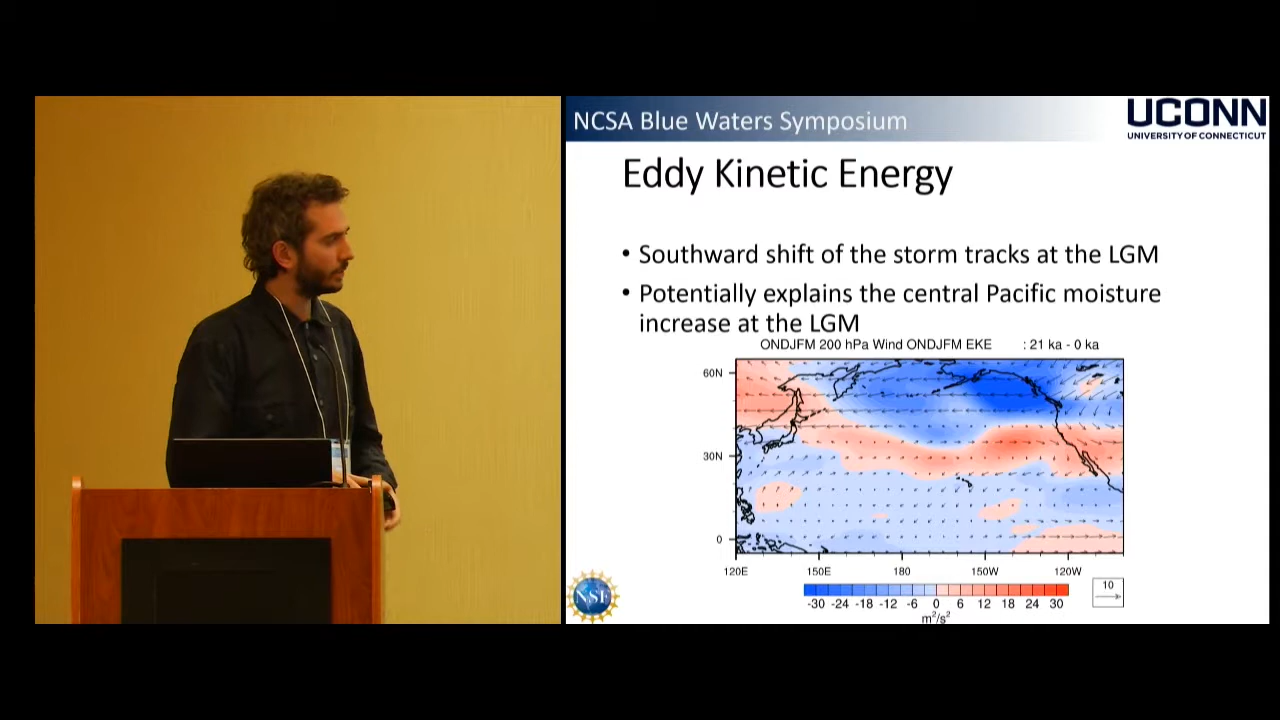 NCSA Blue Waters Symposium
UCONN
UNIVERSITY OF CONNECTICUT
Eddy Kinetic Energy
• Southward shift of the storm tracks at the LGM
• Potentially explains the central Pacific moisture
increase at the LGM
ONDJFM 200 hPa Wind ONDJFM EKE : 21 ka - 0 ka
60N
30N
0
120E 150E 180 150W 120W
-30 -24 -18 -12 -6 0 6 12 18 24 30
m²/s²
10
NSF